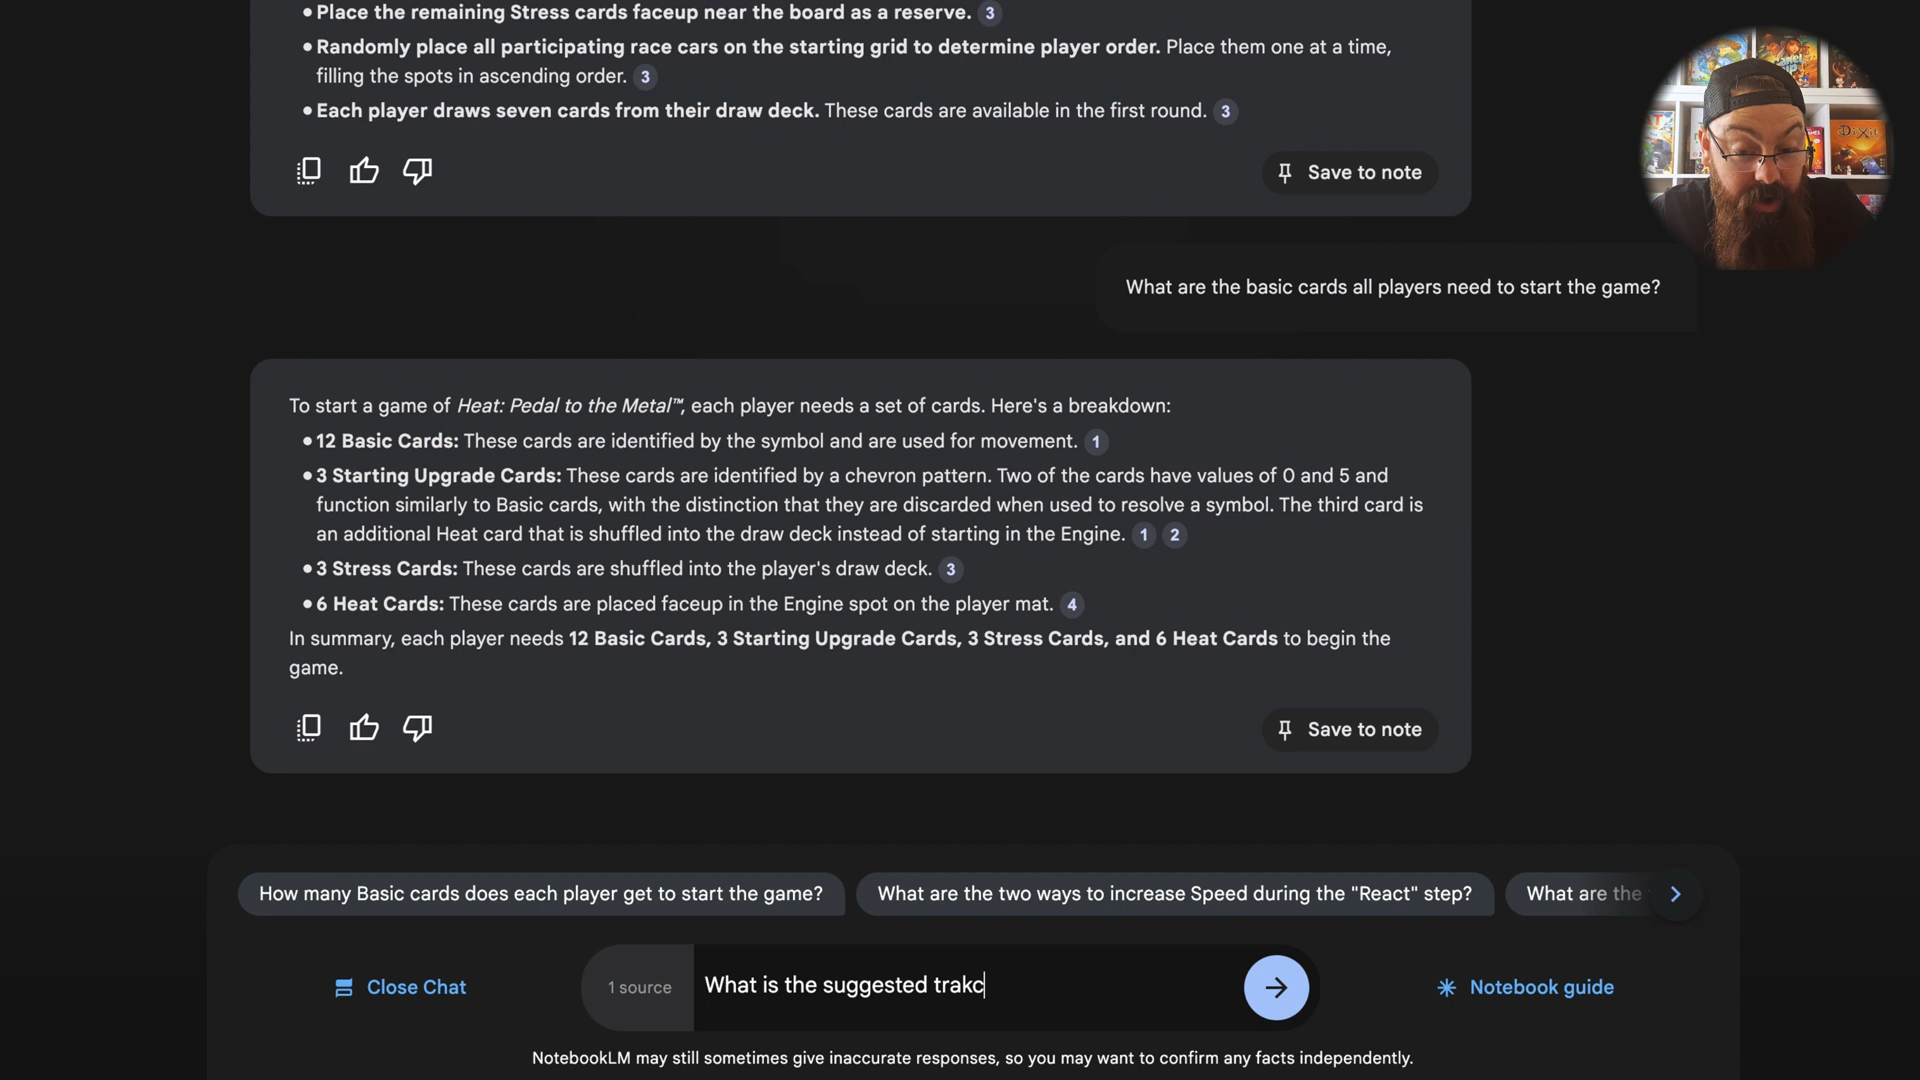 • Place the remaining Stress cards faceup near the board as a reserve. 3
• Randomly place all participating race cars on the starting grid to determine player order. Place them one at a time,
filling the spots in ascending order. 3
• Each player draws seven cards from their draw deck. These cards are available in the first round. 3
Save to note
DiXit
What are the basic cards all players need to start the game?
To start a game of Heat: Pedal to the Metal™, each player needs a set of cards. Here's a breakdown:
• 12 Basic Cards: These cards are identified by the symbol and are used for movement. 1
• 3 Starting Upgrade Cards: These cards are identified by a chevron pattern. Two of the cards have values of 0 and 5 and
function similarly to Basic cards, with the distinction that they are discarded when used to resolve a symbol. The third card is
an additional Heat card that is shuffled into the draw deck instead of starting in the Engine. 1 2
• 3 Stress Cards: These cards are shuffled into the player's draw deck. 3
• 6 Heat Cards: These cards are placed faceup in the Engine spot on the player mat. 4
In summary, each player needs 12 Basic Cards, 3 Starting Upgrade Cards, 3 Stress Cards, and 6 Heat Cards to begin the
game.
Save to note
How many Basic cards does each player get to start the game? What are the two ways to increase Speed during the "React" step? What are the
Close Chat 1 source What is the suggested trakc Notebook guide
NotebookLM may still sometimes give inaccurate responses, so you may want to confirm any facts independently.